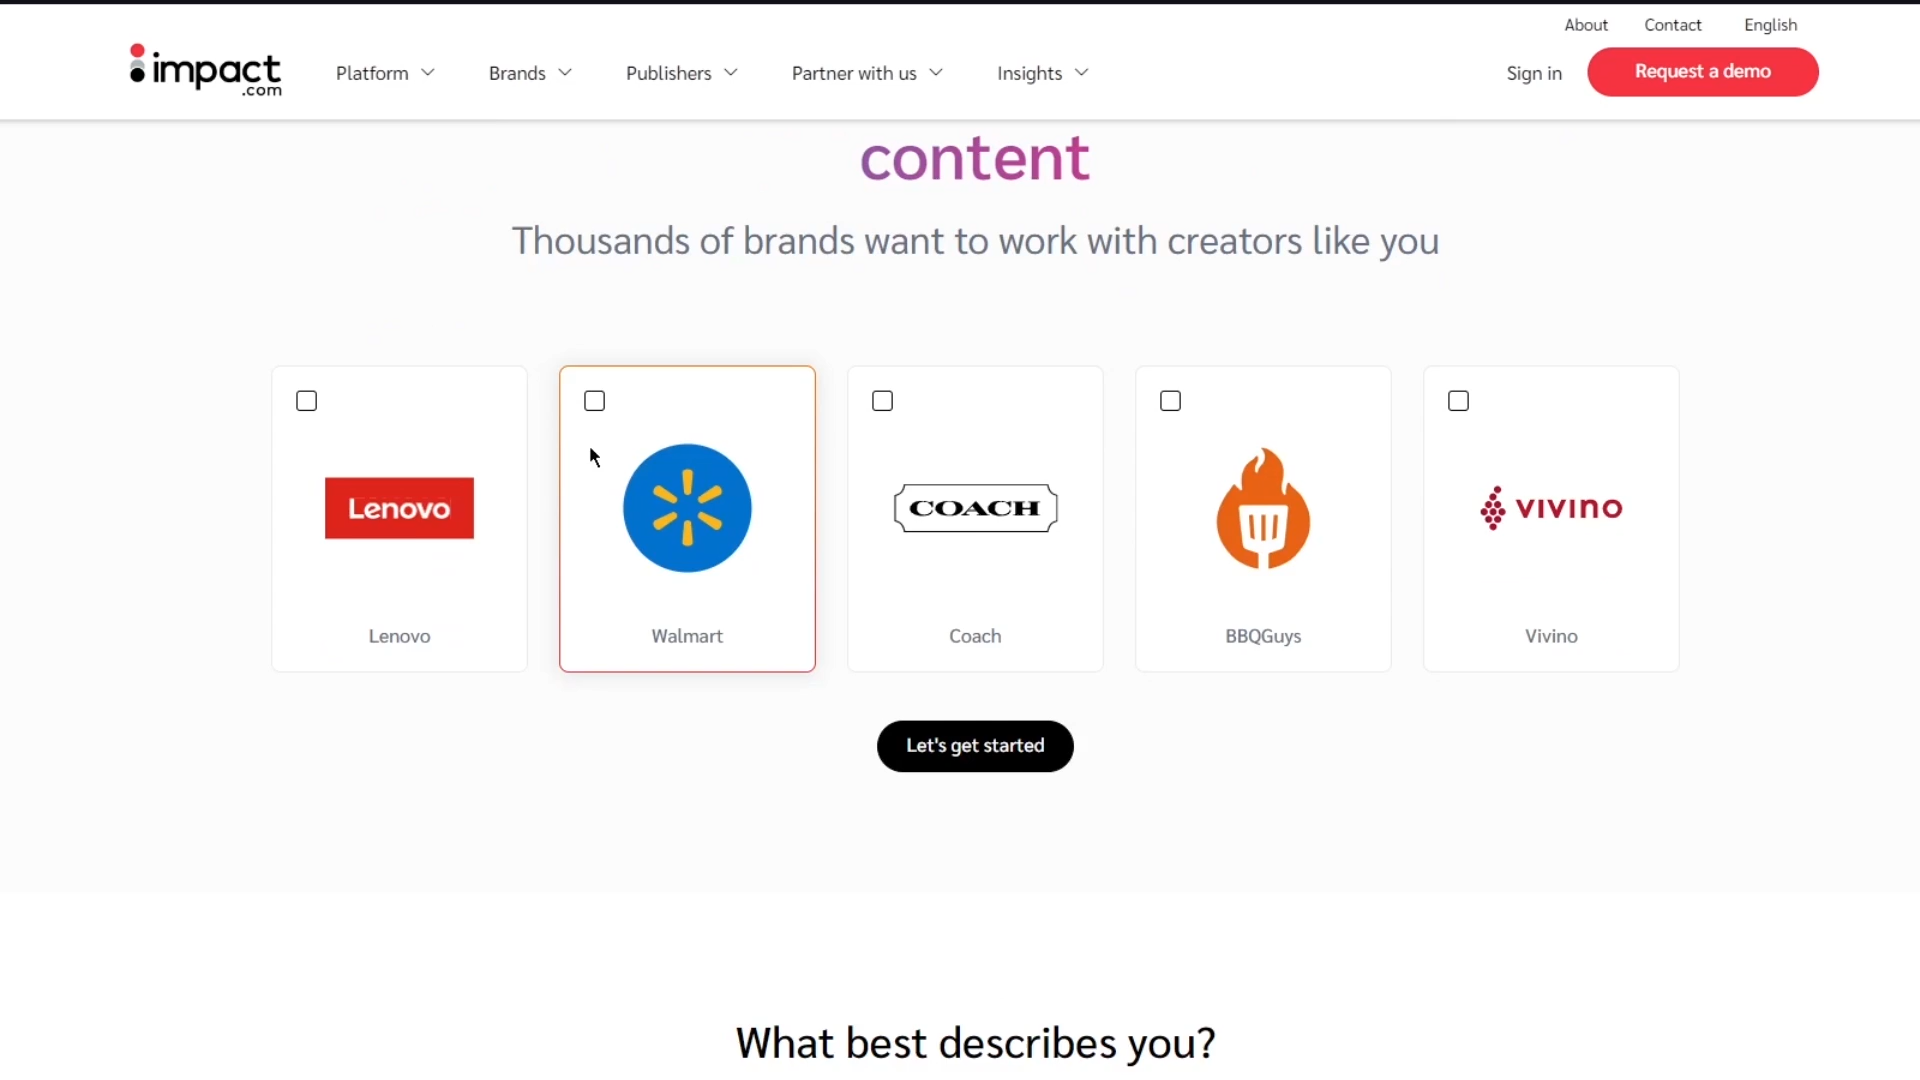 About Contact English
impact
.com
Platform Brands Publishers Partner with us Insights Sign in Request a demo
content
Thousands of brands want to work with creators like you
Lenovo COACH VIVINO
Lenovo Walmart Coach BBQGuys Vivino
Let's get started
What best describes you?